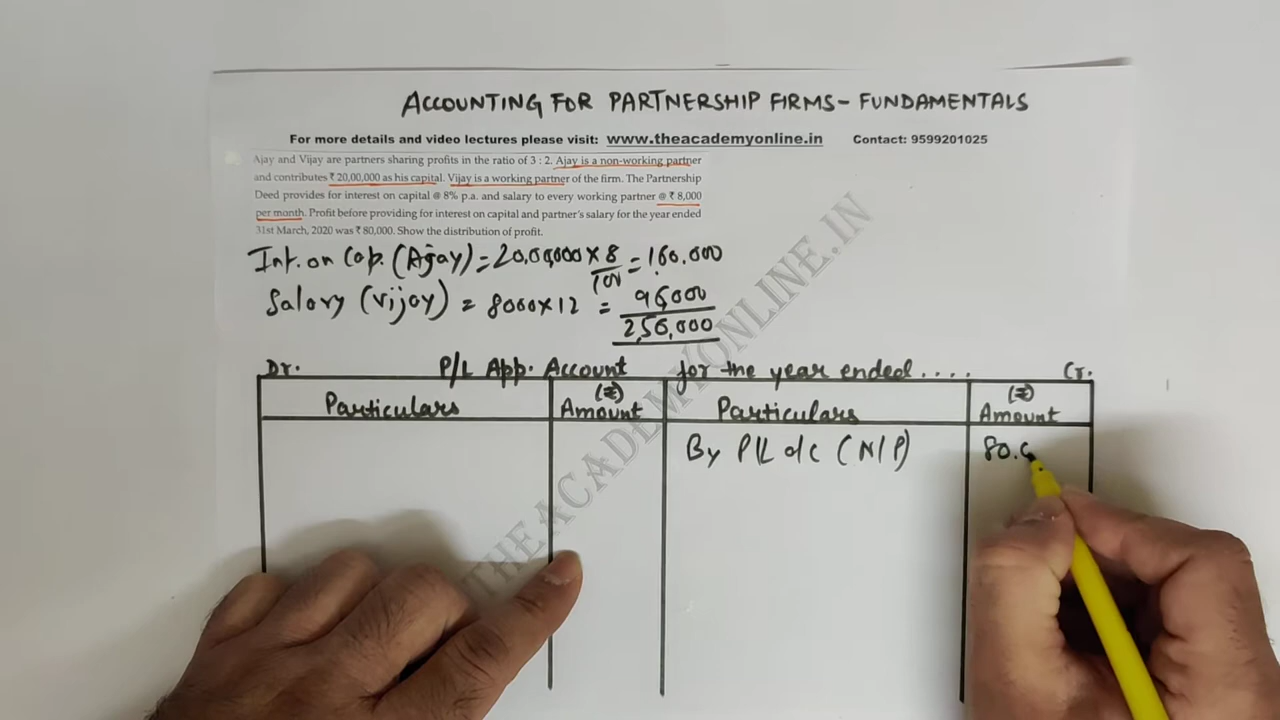 ACCOUNTING FOR PARTNERSHIP FIRMS- FUNDAMENTALS
For more details and video lectures please visit: www.theacademyonline.in Contact: 9599201025
Ajay and Vijay are partners sharing profits in the ratio of 3 : 2. Ajay is a non-working partner
and contributes ₹ 20,00,000 as his capital. Vijay is a working partner of the firm. The Partnership
Deed provides for interest on capital @ 8% p.a. and salary to every working partner @ ₹ 8,000
per month. Profit before providing for interest on capital and partner's salary for the year ended
31st March, 2020 was ₹ 80,000. Show the distribution of profit.
Int. on Cap. (Ajay) = 20,00,000 × 8/100 = 160,000
Salary (Vijay) = 8000×12 = 96,000
2,56,000
Dr. P/L App. Account for the year ended.... Cr.
Particulars (₹) Amount Particulars (₹) Amount
By P/L a/c (N/P) 80,0
THEACADEMYONLINE.IN